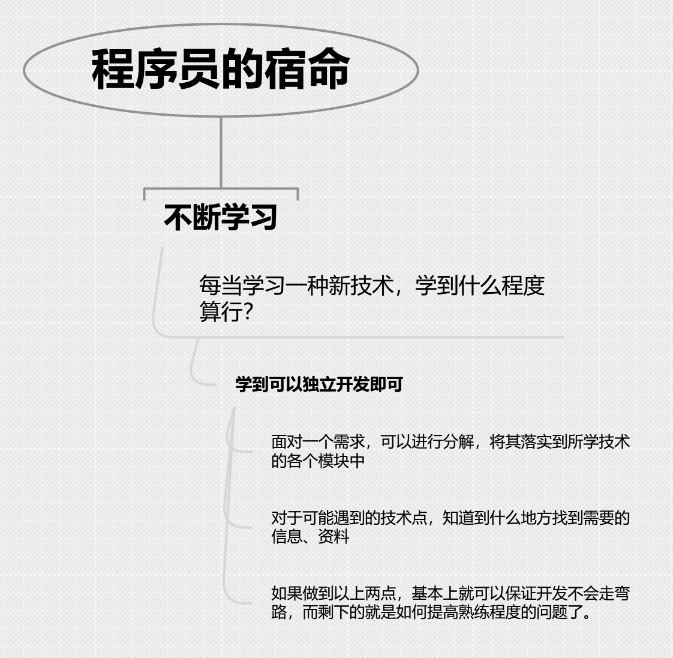 程序员的宿命
不断学习
每当学习一种新技术，学到什么程度
算行？
学到可以独立开发即可
面对一个需求，可以进行分解，将其落实到所学技术
的各个模块中
对于可能遇到的技术点，知道到什么地方找到需要的
信息、资料
如果做到以上两点，基本上就可以保证开发不会走弯
路，而剩下的就是如何提高熟练程度的问题了。